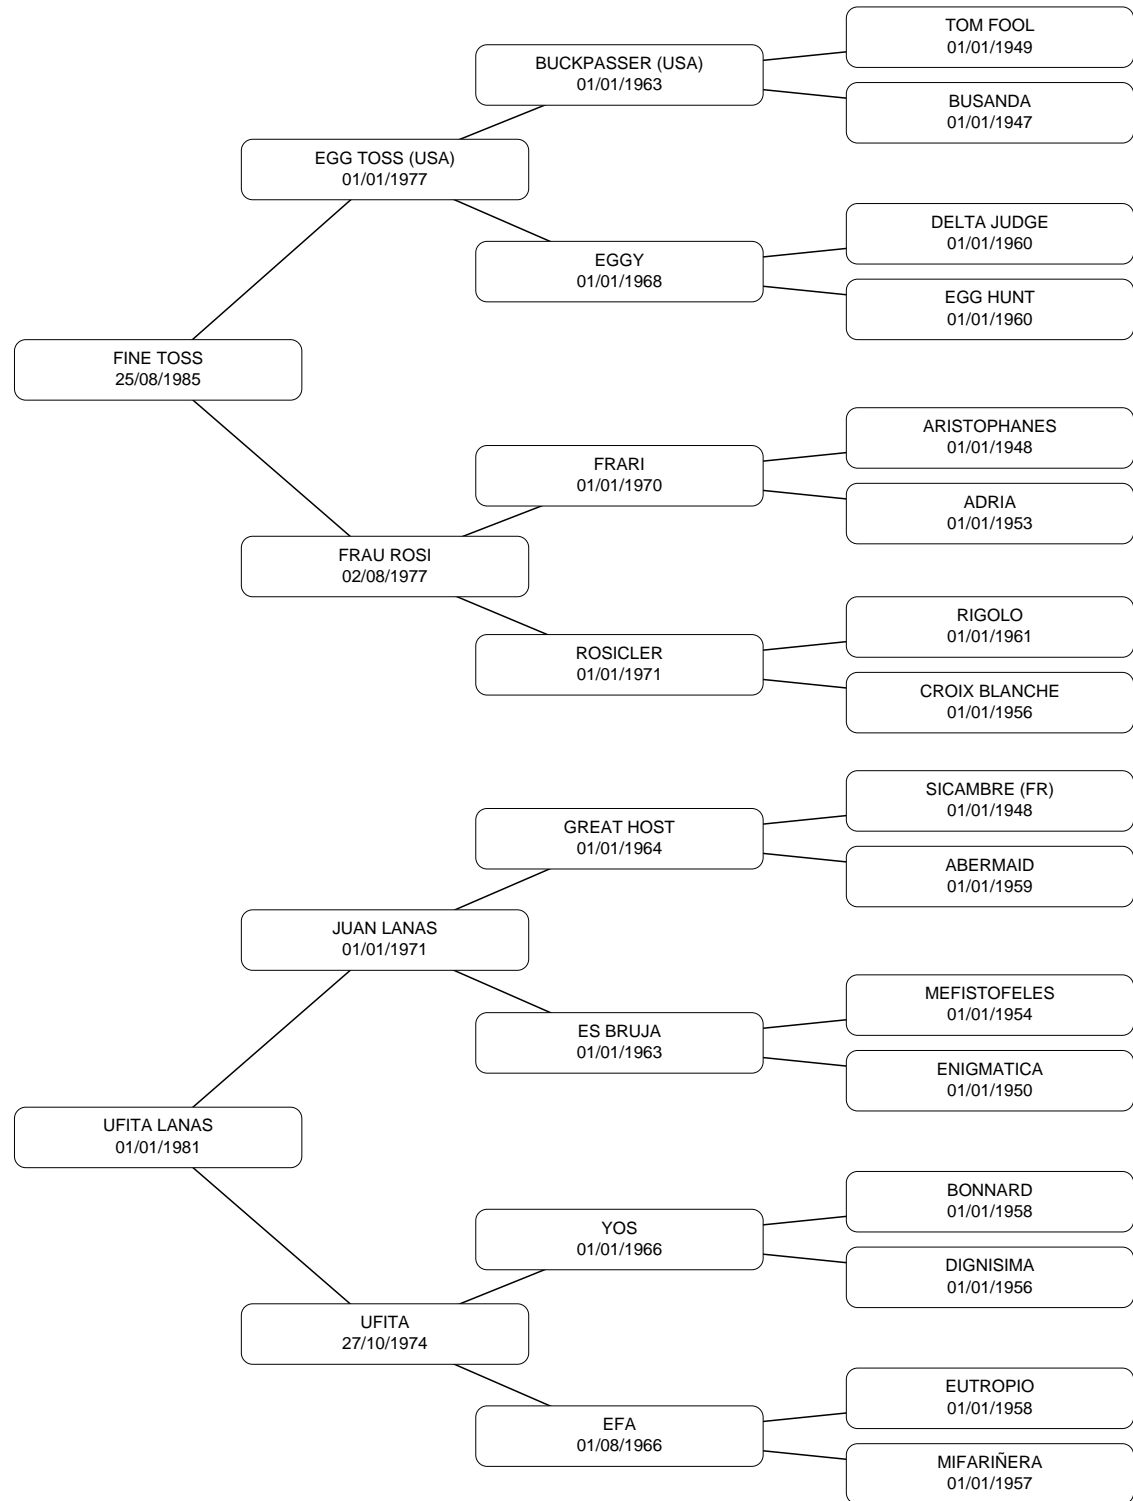 TOM FOOL
01/01/1949
BUCKPASSER (USA)
01/01/1963
BUSANDA
01/01/1947
EGG TOSS (USA)
01/01/1977
DELTA JUDGE
01/01/1960
EGGY
01/01/1968
EGG HUNT
01/01/1960
FINE TOSS
25/08/1985
ARISTOPHANES
01/01/1948
FRARI
01/01/1970
ADRIA
01/01/1953
FRAU ROSI
02/08/1977
RIGOLO
01/01/1961
ROSICLER
01/01/1971
CROIX BLANCHE
01/01/1956
SICAMBRE (FR)
01/01/1948
GREAT HOST
01/01/1964
ABERMAID
01/01/1959
JUAN LANAS
01/01/1971
MEFISTOFELES
01/01/1954
ES BRUJA
01/01/1963
ENIGMATICA
01/01/1950
UFITA LANAS
01/01/1981
BONNARD
01/01/1958
YOS
01/01/1966
DIGNISIMA
01/01/1956
UFITA
27/10/1974
EUTROPIO
01/01/1958
EFA
01/08/1966
MIFARIÑERA
01/01/1957